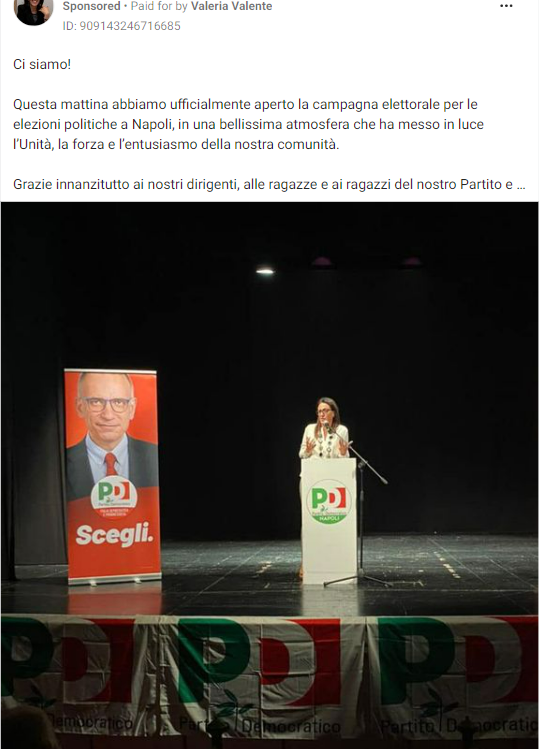 Sponsored • Paid for by Valeria Valente
ID: 909143246716685
Ci siamo!
Questa mattina abbiamo ufficialmente aperto la campagna elettorale per le
elezioni politiche a Napoli, in una bellissima atmosfera che ha messo in luce
l'Unità, la forza e l'entusiasmo della nostra comunità.
Grazie innanzitutto ai nostri dirigenti, alle ragazze e ai ragazzi del nostro Partito e ...
PD
Scegli.
PD
Partito Democratico
NAPOLI
PD
PD
PD
Democratico
Partito Democratico
Partito Democratico